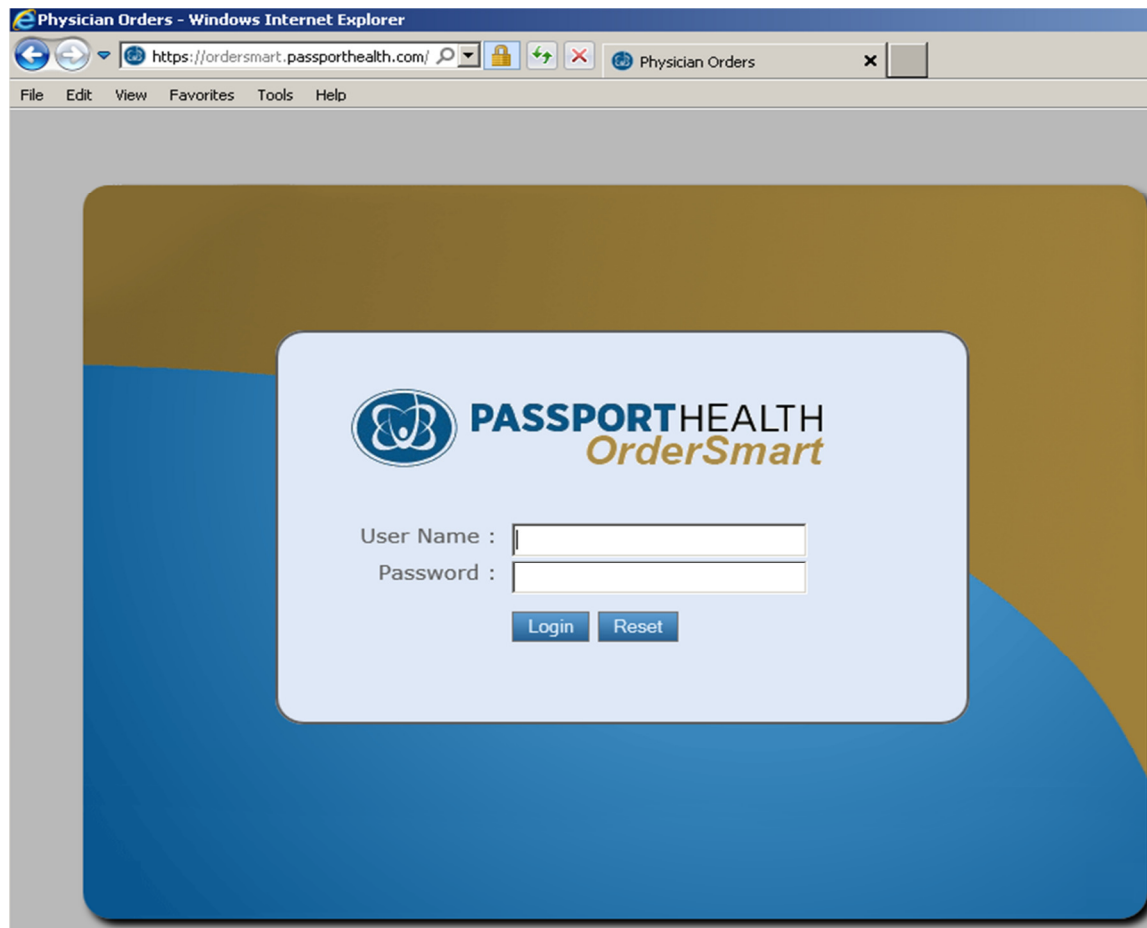 Physician Orders - Windows Internet Explorer
https://ordersmart.passporthealth.com/
Physician Orders
File Edit View Favorites Tools Help
PASSPORTHEALTH
OrderSmart
User Name :
Password :
Login Reset